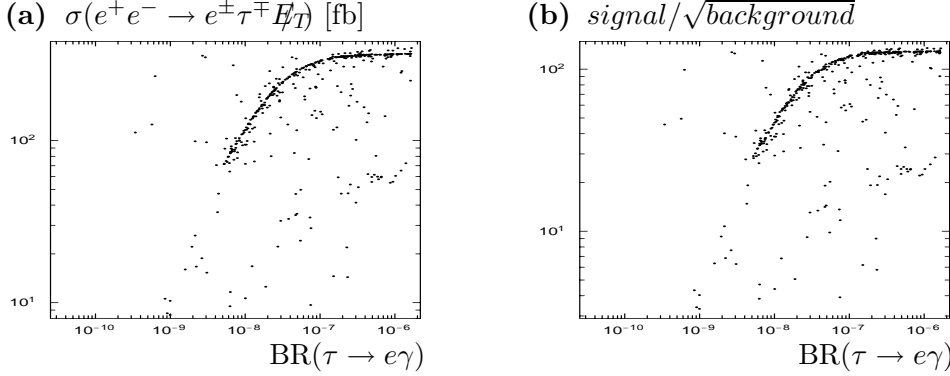 (a) σ(e⁺e⁻ → e^±τ^∓E̸_T) [fb]
10²
10¹
10⁻¹⁰ 10⁻⁹ 10⁻⁸ 10⁻⁷ 10⁻⁶
BR(τ → eγ)
(b) signal/√background
10²
10¹
10⁻¹⁰ 10⁻⁹ 10⁻⁸ 10⁻⁷ 10⁻⁶
BR(τ → eγ)